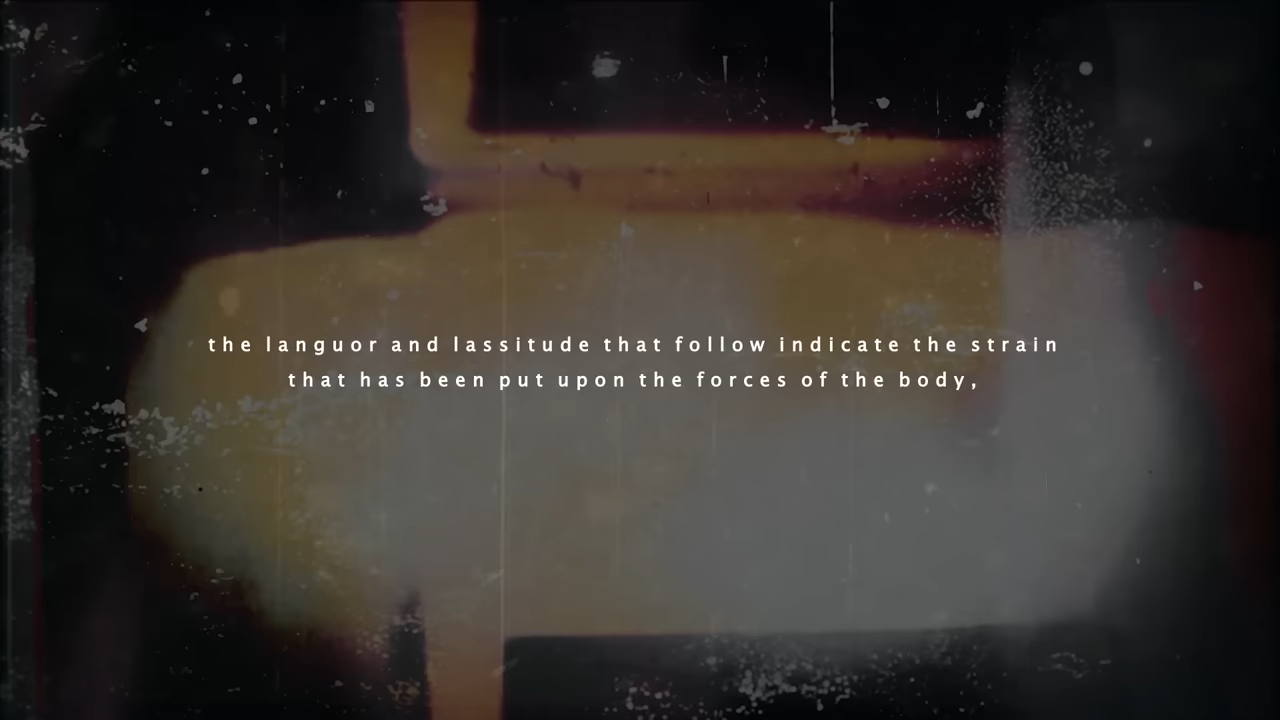 the languor and lassitude that follow indicate the strain
that has been put upon the forces of the body,